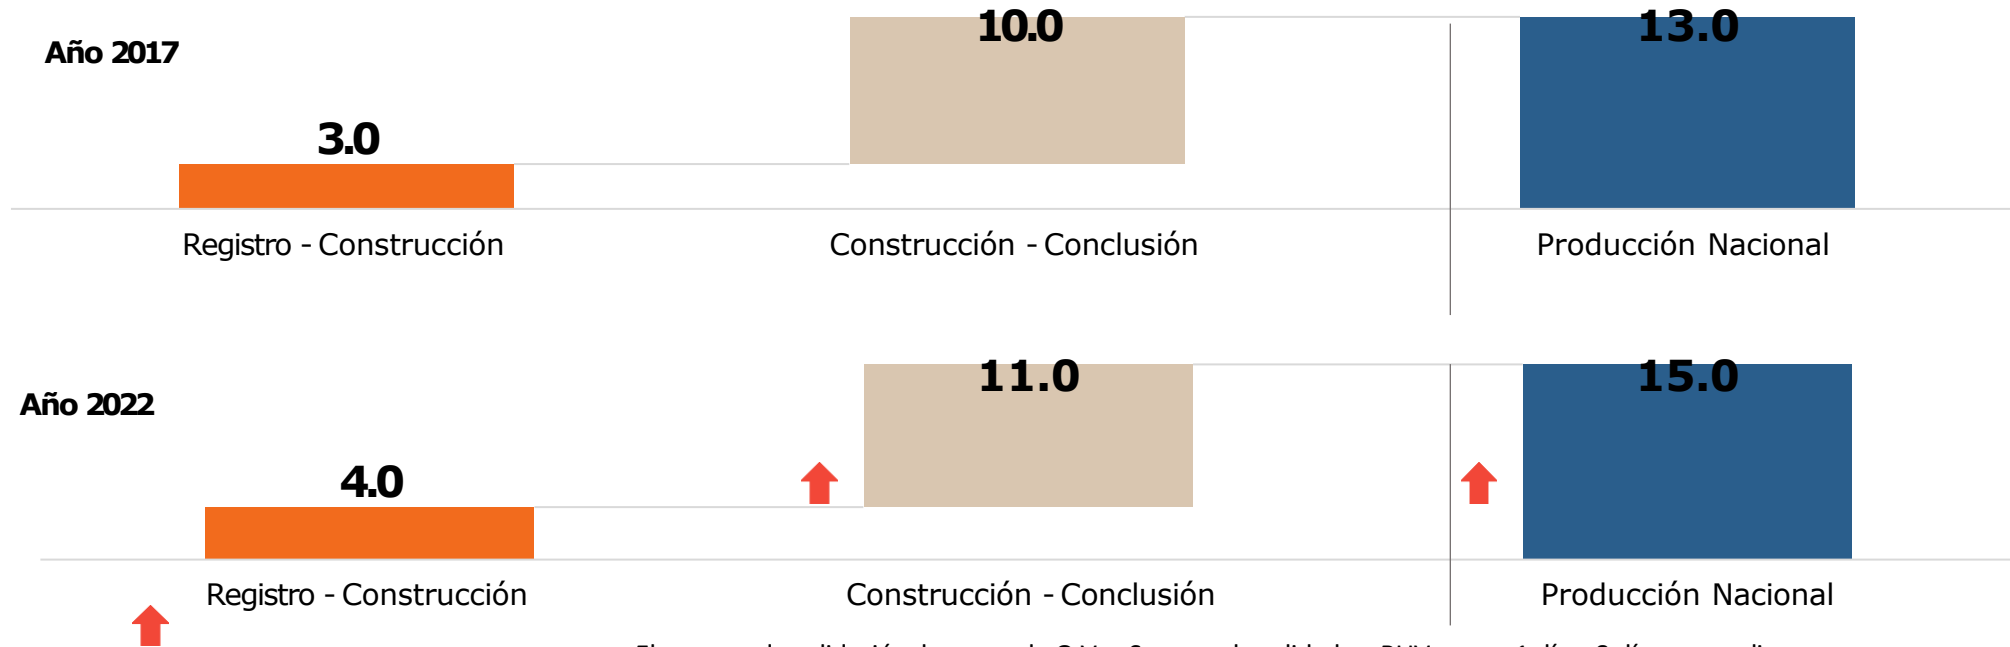 10.0
13.0
Año 2017
3.0
Registro - Construcción
Construcción - Conclusión
Producción Nacional
11.0
15.0
Año 2022
4.0
Registro - Construcción
Construcción - Conclusión
Producción Nacional